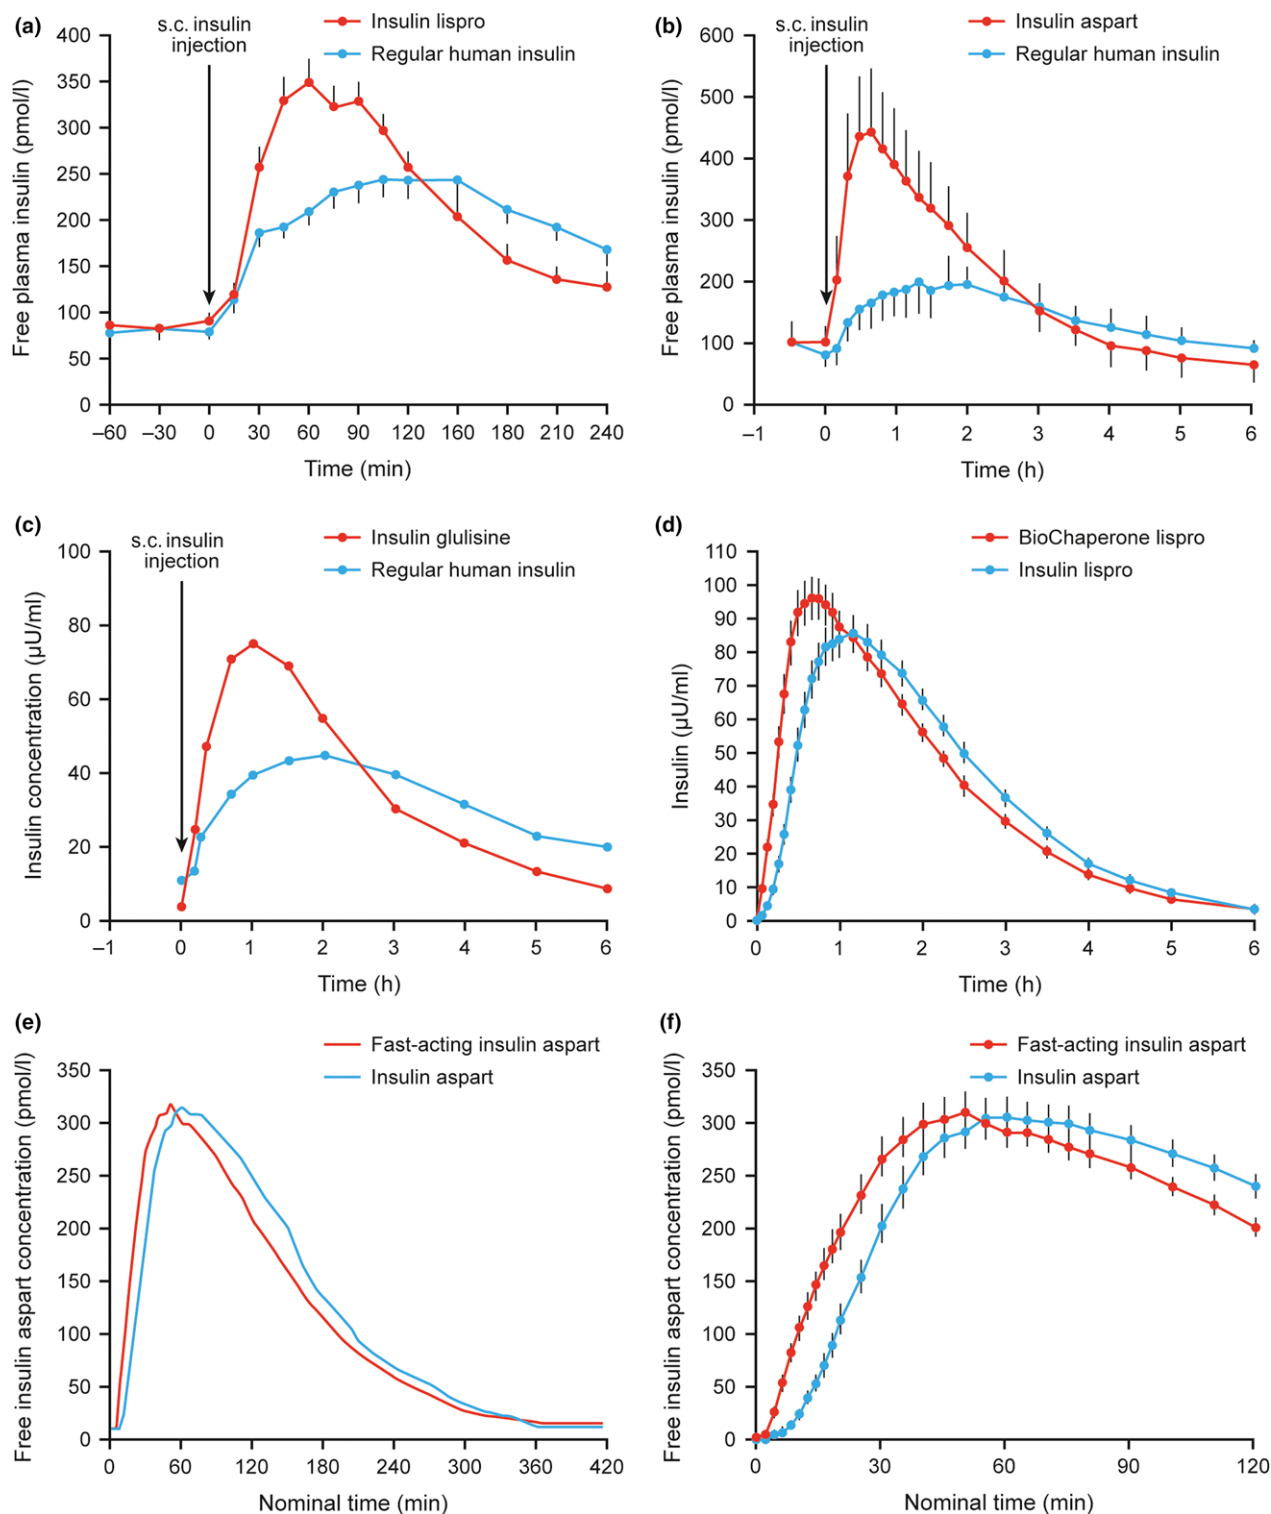 (a)
s.c. insulin
injection
Insulin lispro
Regular human insulin
Free plasma insulin (pmol/l)
400
350
300
250
200
150
100
50
0
–60 –30 0 30 60 90 120 160 180 210 240
Time (min)
(b)
s.c. insulin
injection
Insulin aspart
Regular human insulin
Free plasma insulin (pmol/l)
600
500
400
300
200
100
0
–1 0 1 2 3 4 5 6
Time (h)
(c)
s.c. insulin
injection
Insulin glulisine
Regular human insulin
Insulin concentration (µU/ml)
100
80
60
40
20
0
–1 0 1 2 3 4 5 6
Time (h)
(d)
BioChaperone lispro
Insulin lispro
Insulin (µU/ml)
110
100
90
80
70
60
50
40
30
20
10
0
0 1 2 3 4 5 6
Time (h)
(e)
Fast-acting insulin aspart
Insulin aspart
Free insulin aspart concentration (pmol/l)
350
300
250
200
150
100
50
0
0 60 120 180 240 300 360 420
Nominal time (min)
(f)
Fast-acting insulin aspart
Insulin aspart
Free insulin aspart concentration (pmol/l)
350
300
250
200
150
100
50
0
0 30 60 90 120
Nominal time (min)